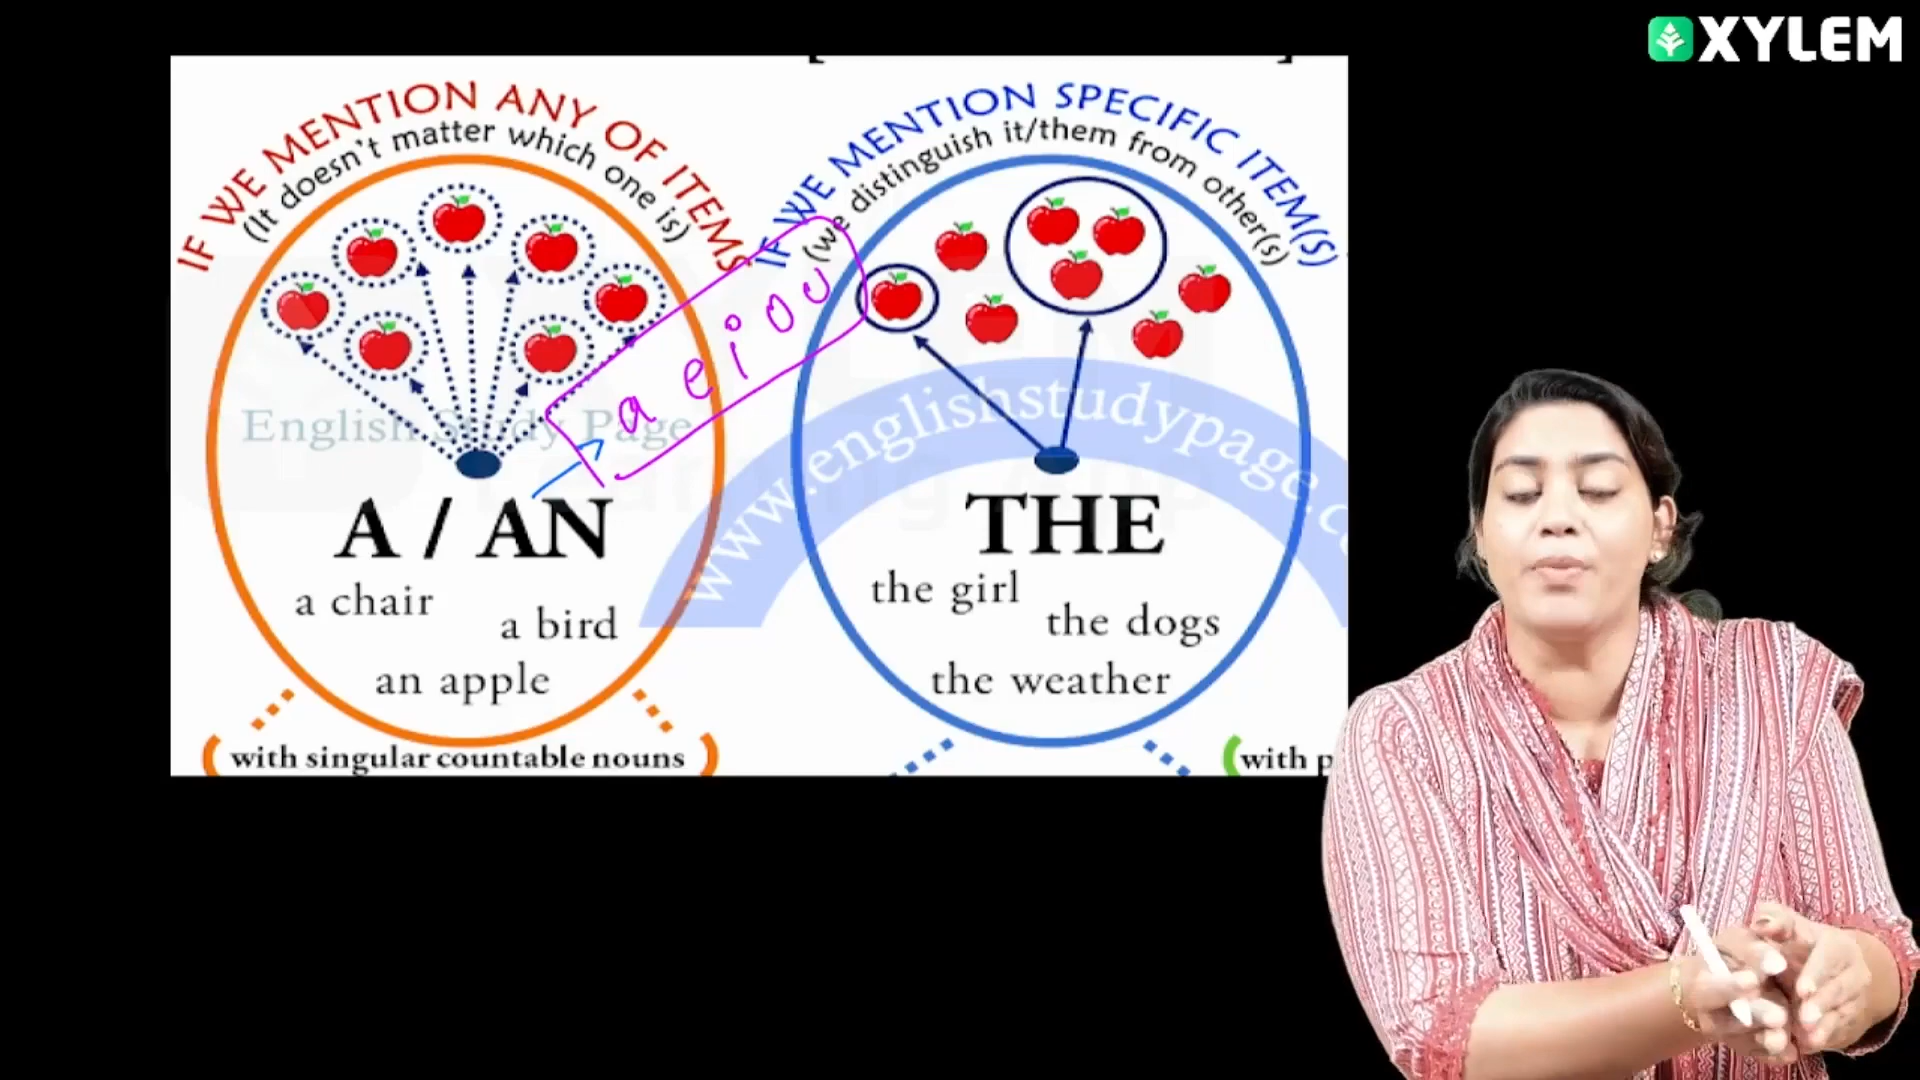 XYLEM
IF WE MENTION ANY OF ITEMS
(It doesn't matter which one is)
a e i o u
English Study Page
A / AN
a chair
a bird
an apple
with singular countable nouns
IF WE MENTION SPECIFIC ITEM(S)
(we distinguish it/them from other(s)
www.englishstudypage.c
THE
the girl
the dogs
the weather
(with p